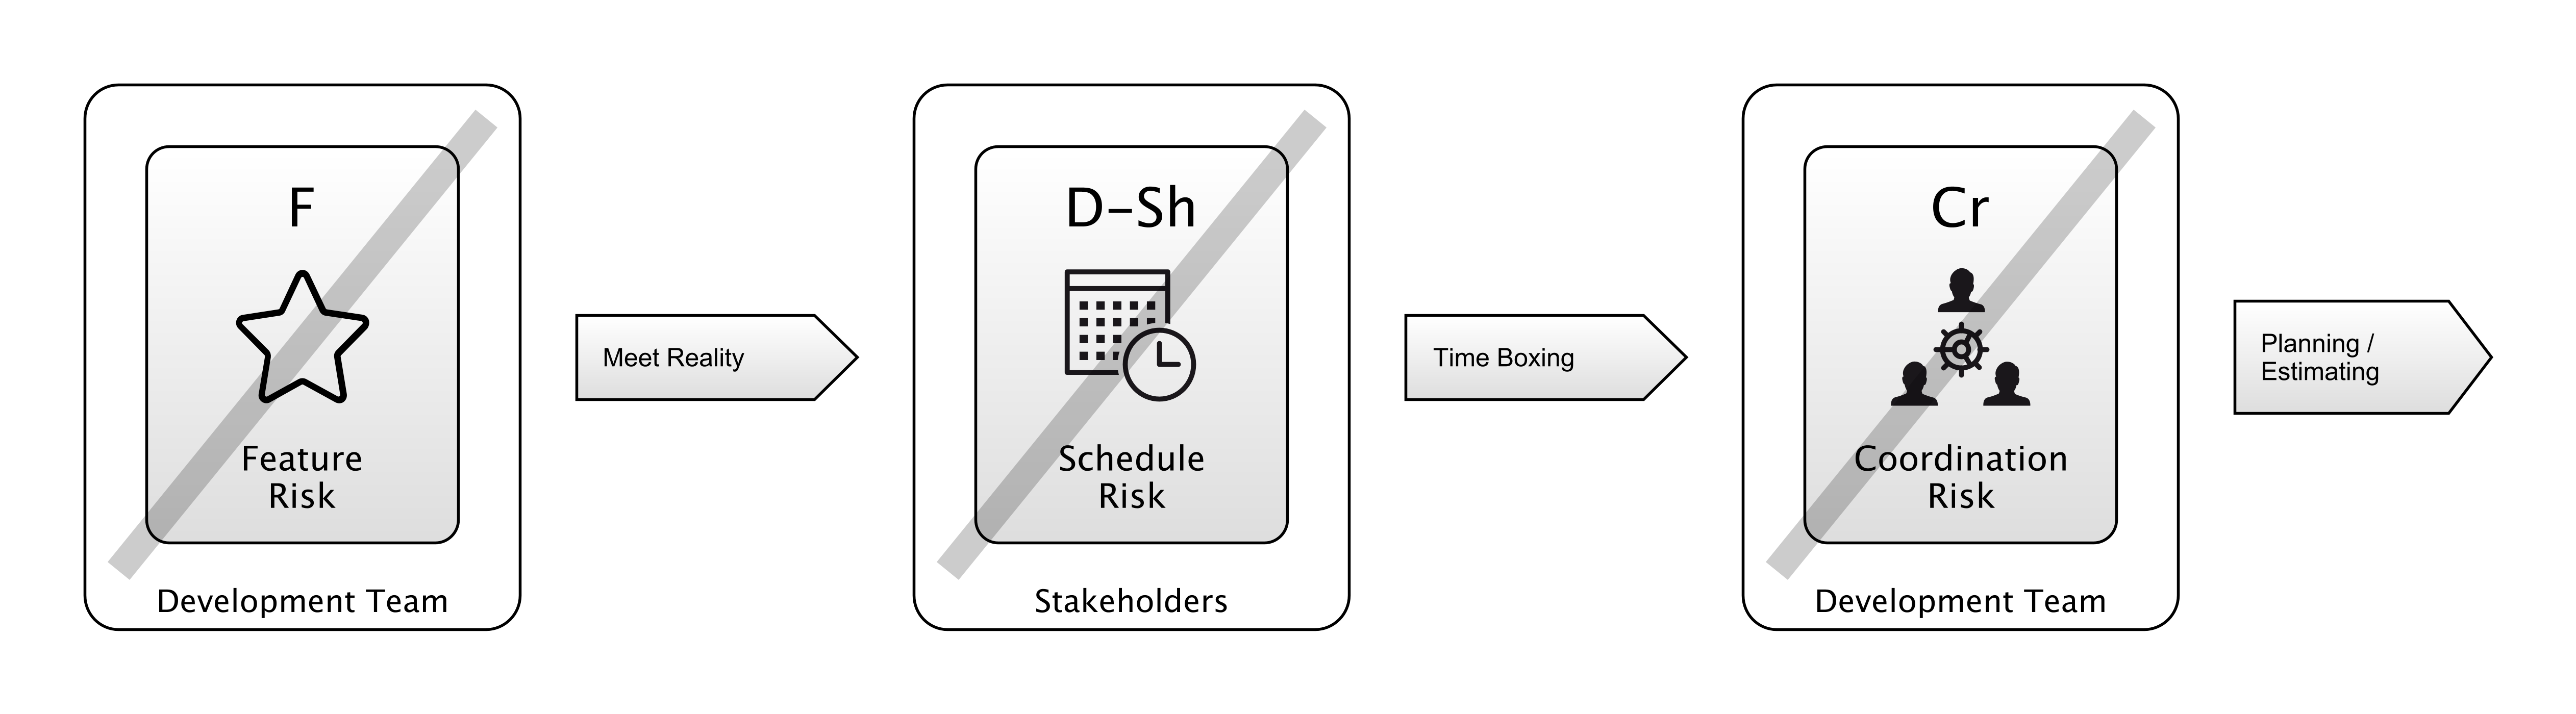 F
Feature
Risk
Development Team
Meet Reality
D-Sh
Schedule
Risk
Stakeholders
Time Boxing
Cr
Coordination
Risk
Development Team
Planning /
Estimating